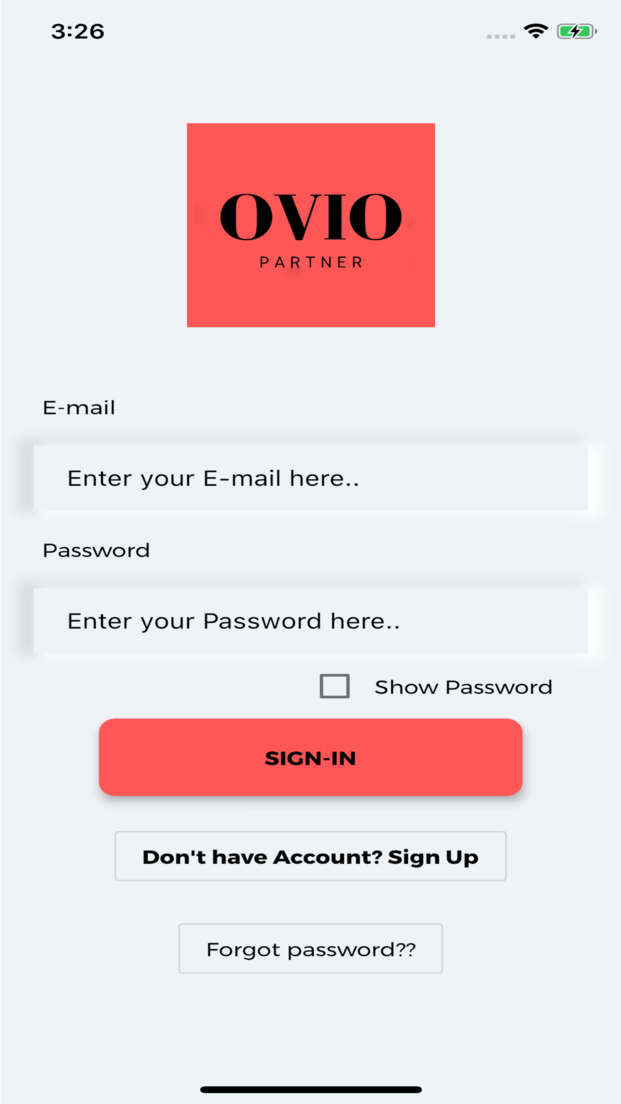 3:26
OVIO
PARTNER
E-mail
Enter your E-mail here..
Password
Enter your Password here..
Show Password
SIGN-IN
Don't have Account? Sign Up
Forgot password??